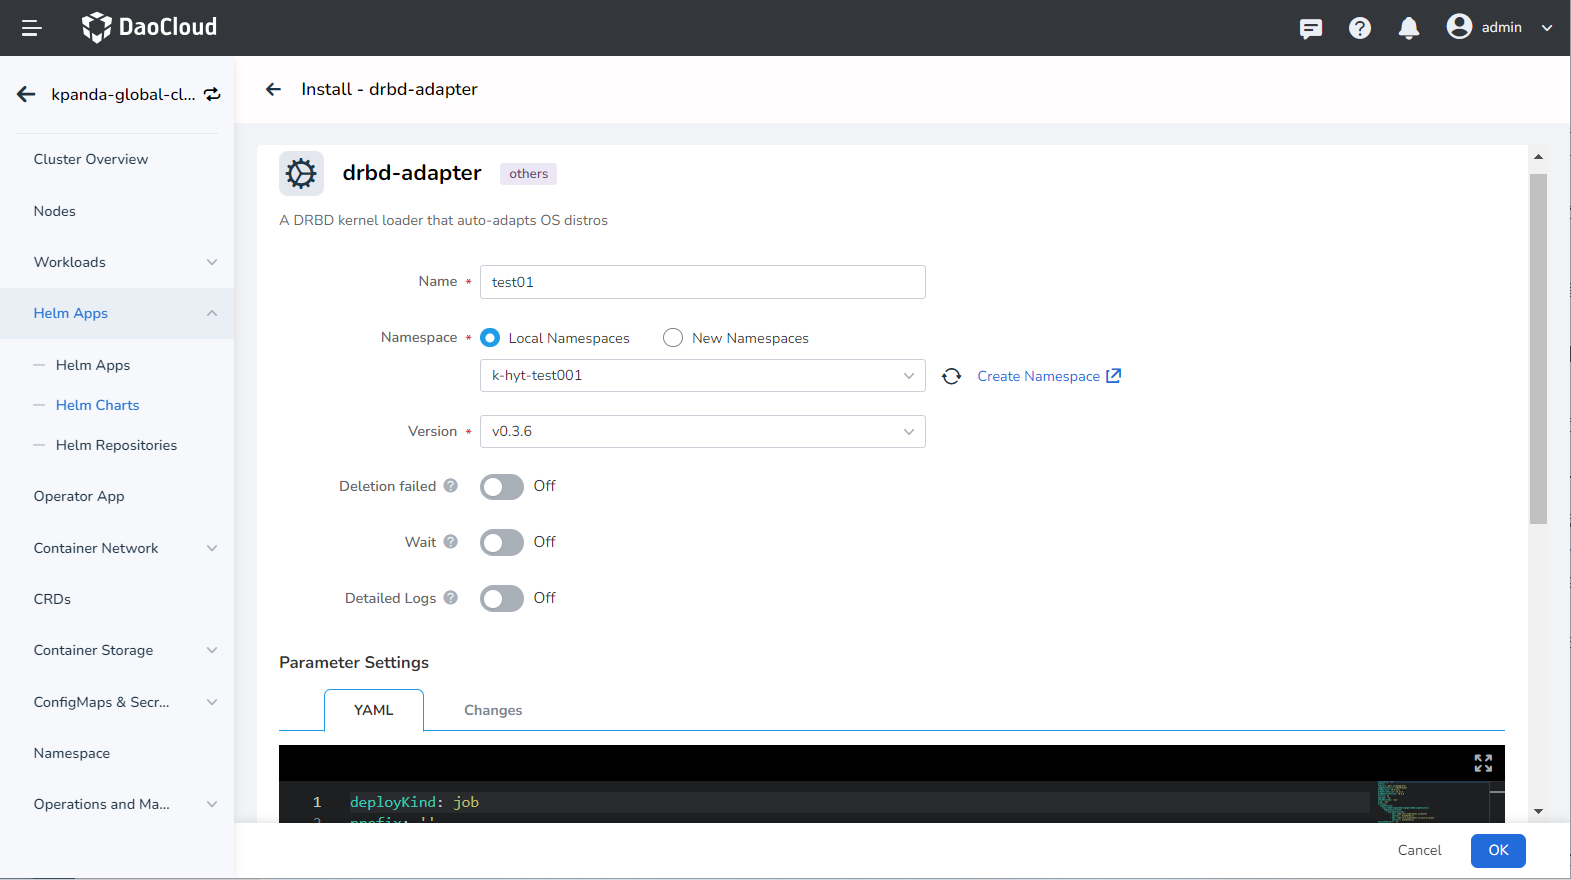 DaoCloud
admin
kpanda-global-cl...
Install - drbd-adapter
Cluster Overview
Nodes
Workloads
Helm Apps
Helm Apps
Helm Charts
Helm Repositories
Operator App
Container Network
CRDs
Container Storage
ConfigMaps & Secr...
Namespace
Operations and Ma...
drbd-adapter
others
A DRBD kernel loader that auto-adapts OS distros
Name * test01
Namespace * Local Namespaces New Namespaces
k-hyt-test001 Create Namespace
Version * v0.3.6
Deletion failed ? Off
Wait ? Off
Detailed Logs ? Off
Parameter Settings
YAML Changes
1 deployKind: job
2 prefix: ''
Cancel OK